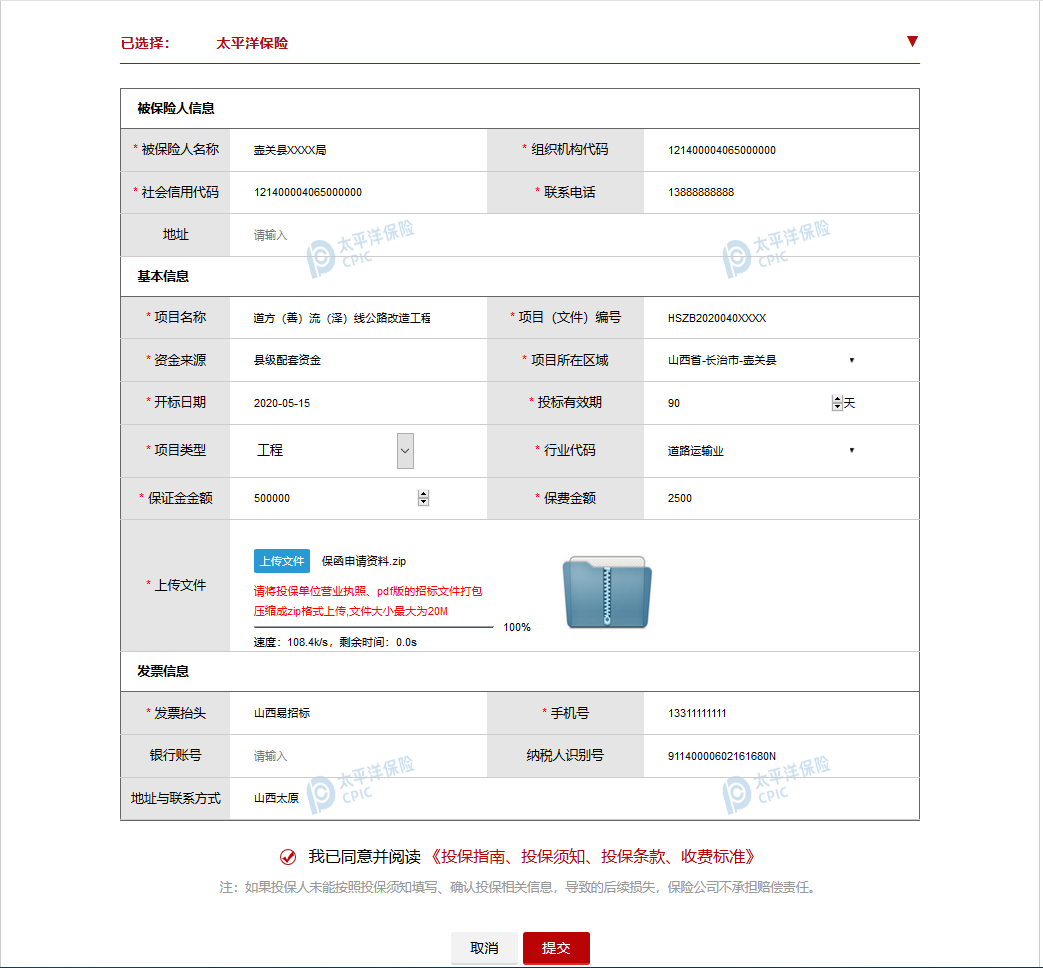 已选择： 太平洋保险 ▼
被保险人信息
* 被保险人名称 壶关县XXXX局 * 组织机构代码 121400004065000000
* 社会信用代码 121400004065000000 * 联系电话 13888888888
地址 请输入
太平洋保险 CPIC 太平洋保险 CPIC
基本信息
* 项目名称 道方（善）流（泽）线公路改造工程 * 项目（文件）编号 HSZB2020040XXXX
* 资金来源 县级配套资金 * 项目所在区域 山西省-长治市-壶关县
* 开标日期 2020-05-15 * 投标有效期 90 天
* 项目类型 工程 * 行业代码 道路运输业
* 保证金金额 500000 * 保费金额 2500
* 上传文件 上传文件 保函申请资料.zip
请将投保单位营业执照、pdf版的招标文件打包
压缩成zip格式上传,文件大小最大为20M
100%
速度：108.4k/s，剩余时间：0.0s
发票信息
* 发票抬头 山西易招标 * 手机号 13311111111
银行账号 请输入 纳税人识别号 91140000602161680N
太平洋保险 CPIC 太平洋保险 CPIC
地址与联系方式 山西太原
我已同意并阅读 《投保指南、投保须知、投保条款、收费标准》
注：如果投保人未能按照投保须知填写、确认投保相关信息，导致的后续损失，保险公司不承担赔偿责任。
取消 提交